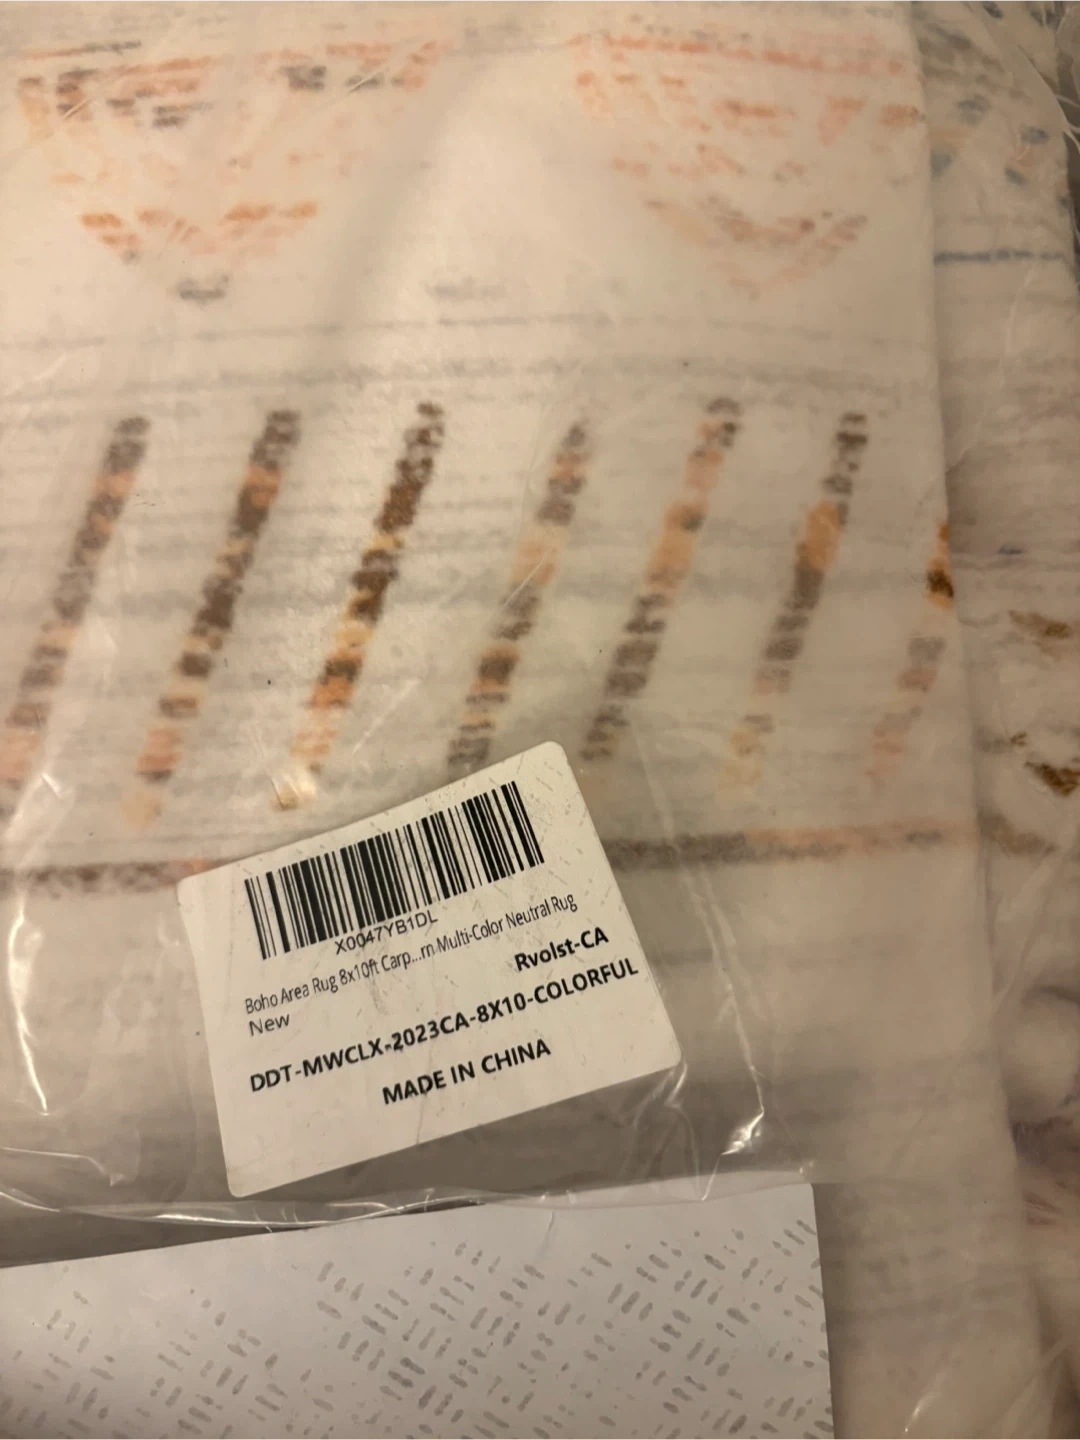 X0047YB1DL
Boho Area Rug 8x10ft Carp...rn Multi-Color Neutral Rug
New
Rvolst-CA
DDT-MWCLX-2023CA-8X10-COLORFUL
MADE IN CHINA